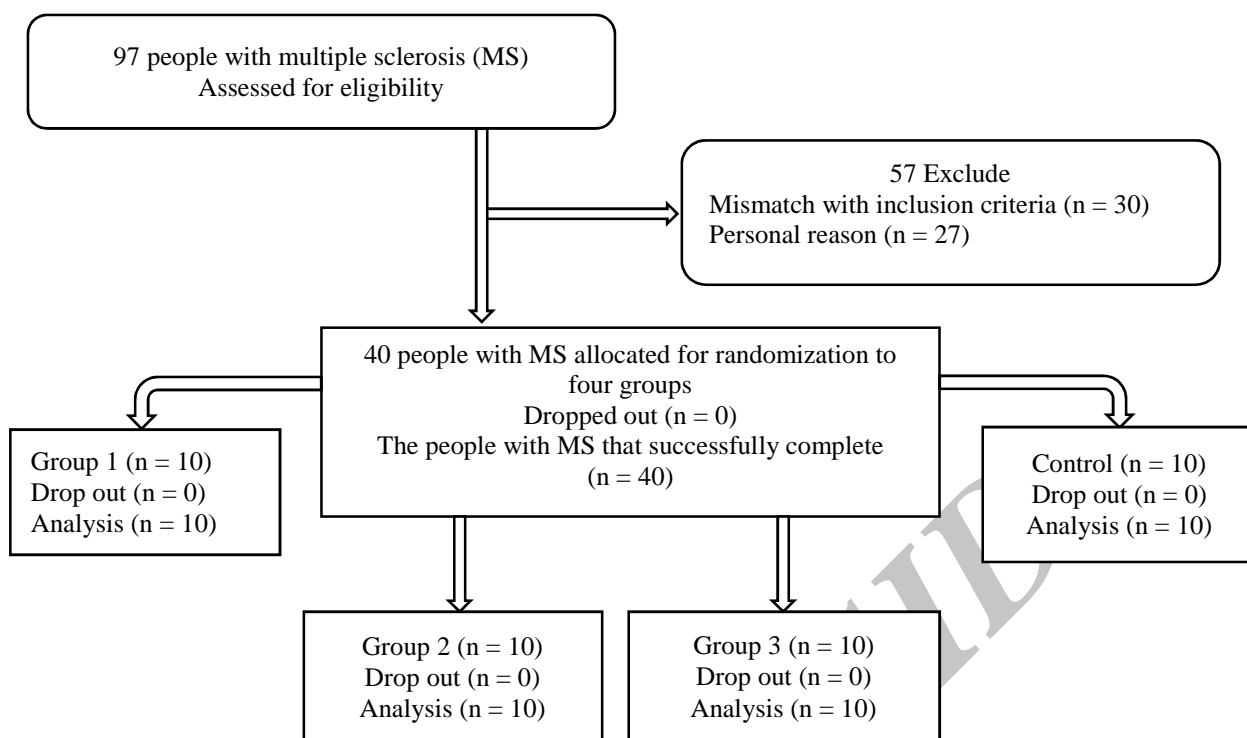 97 people with multiple sclerosis (MS)
Assessed for eligibility
57 Exclude
Mismatch with inclusion criteria (n = 30)
Personal reason (n = 27)
40 people with MS allocated for randomization to
four groups
Dropped out (n = 0)
The people with MS that successfully complete
(n = 40)
Group 1 (n = 10)
Drop out (n = 0)
Analysis (n = 10)
Control (n = 10)
Drop out (n = 0)
Analysis (n = 10)
Group 2 (n = 10)
Drop out (n = 0)
Analysis (n = 10)
Group 3 (n = 10)
Drop out (n = 0)
Analysis (n = 10)